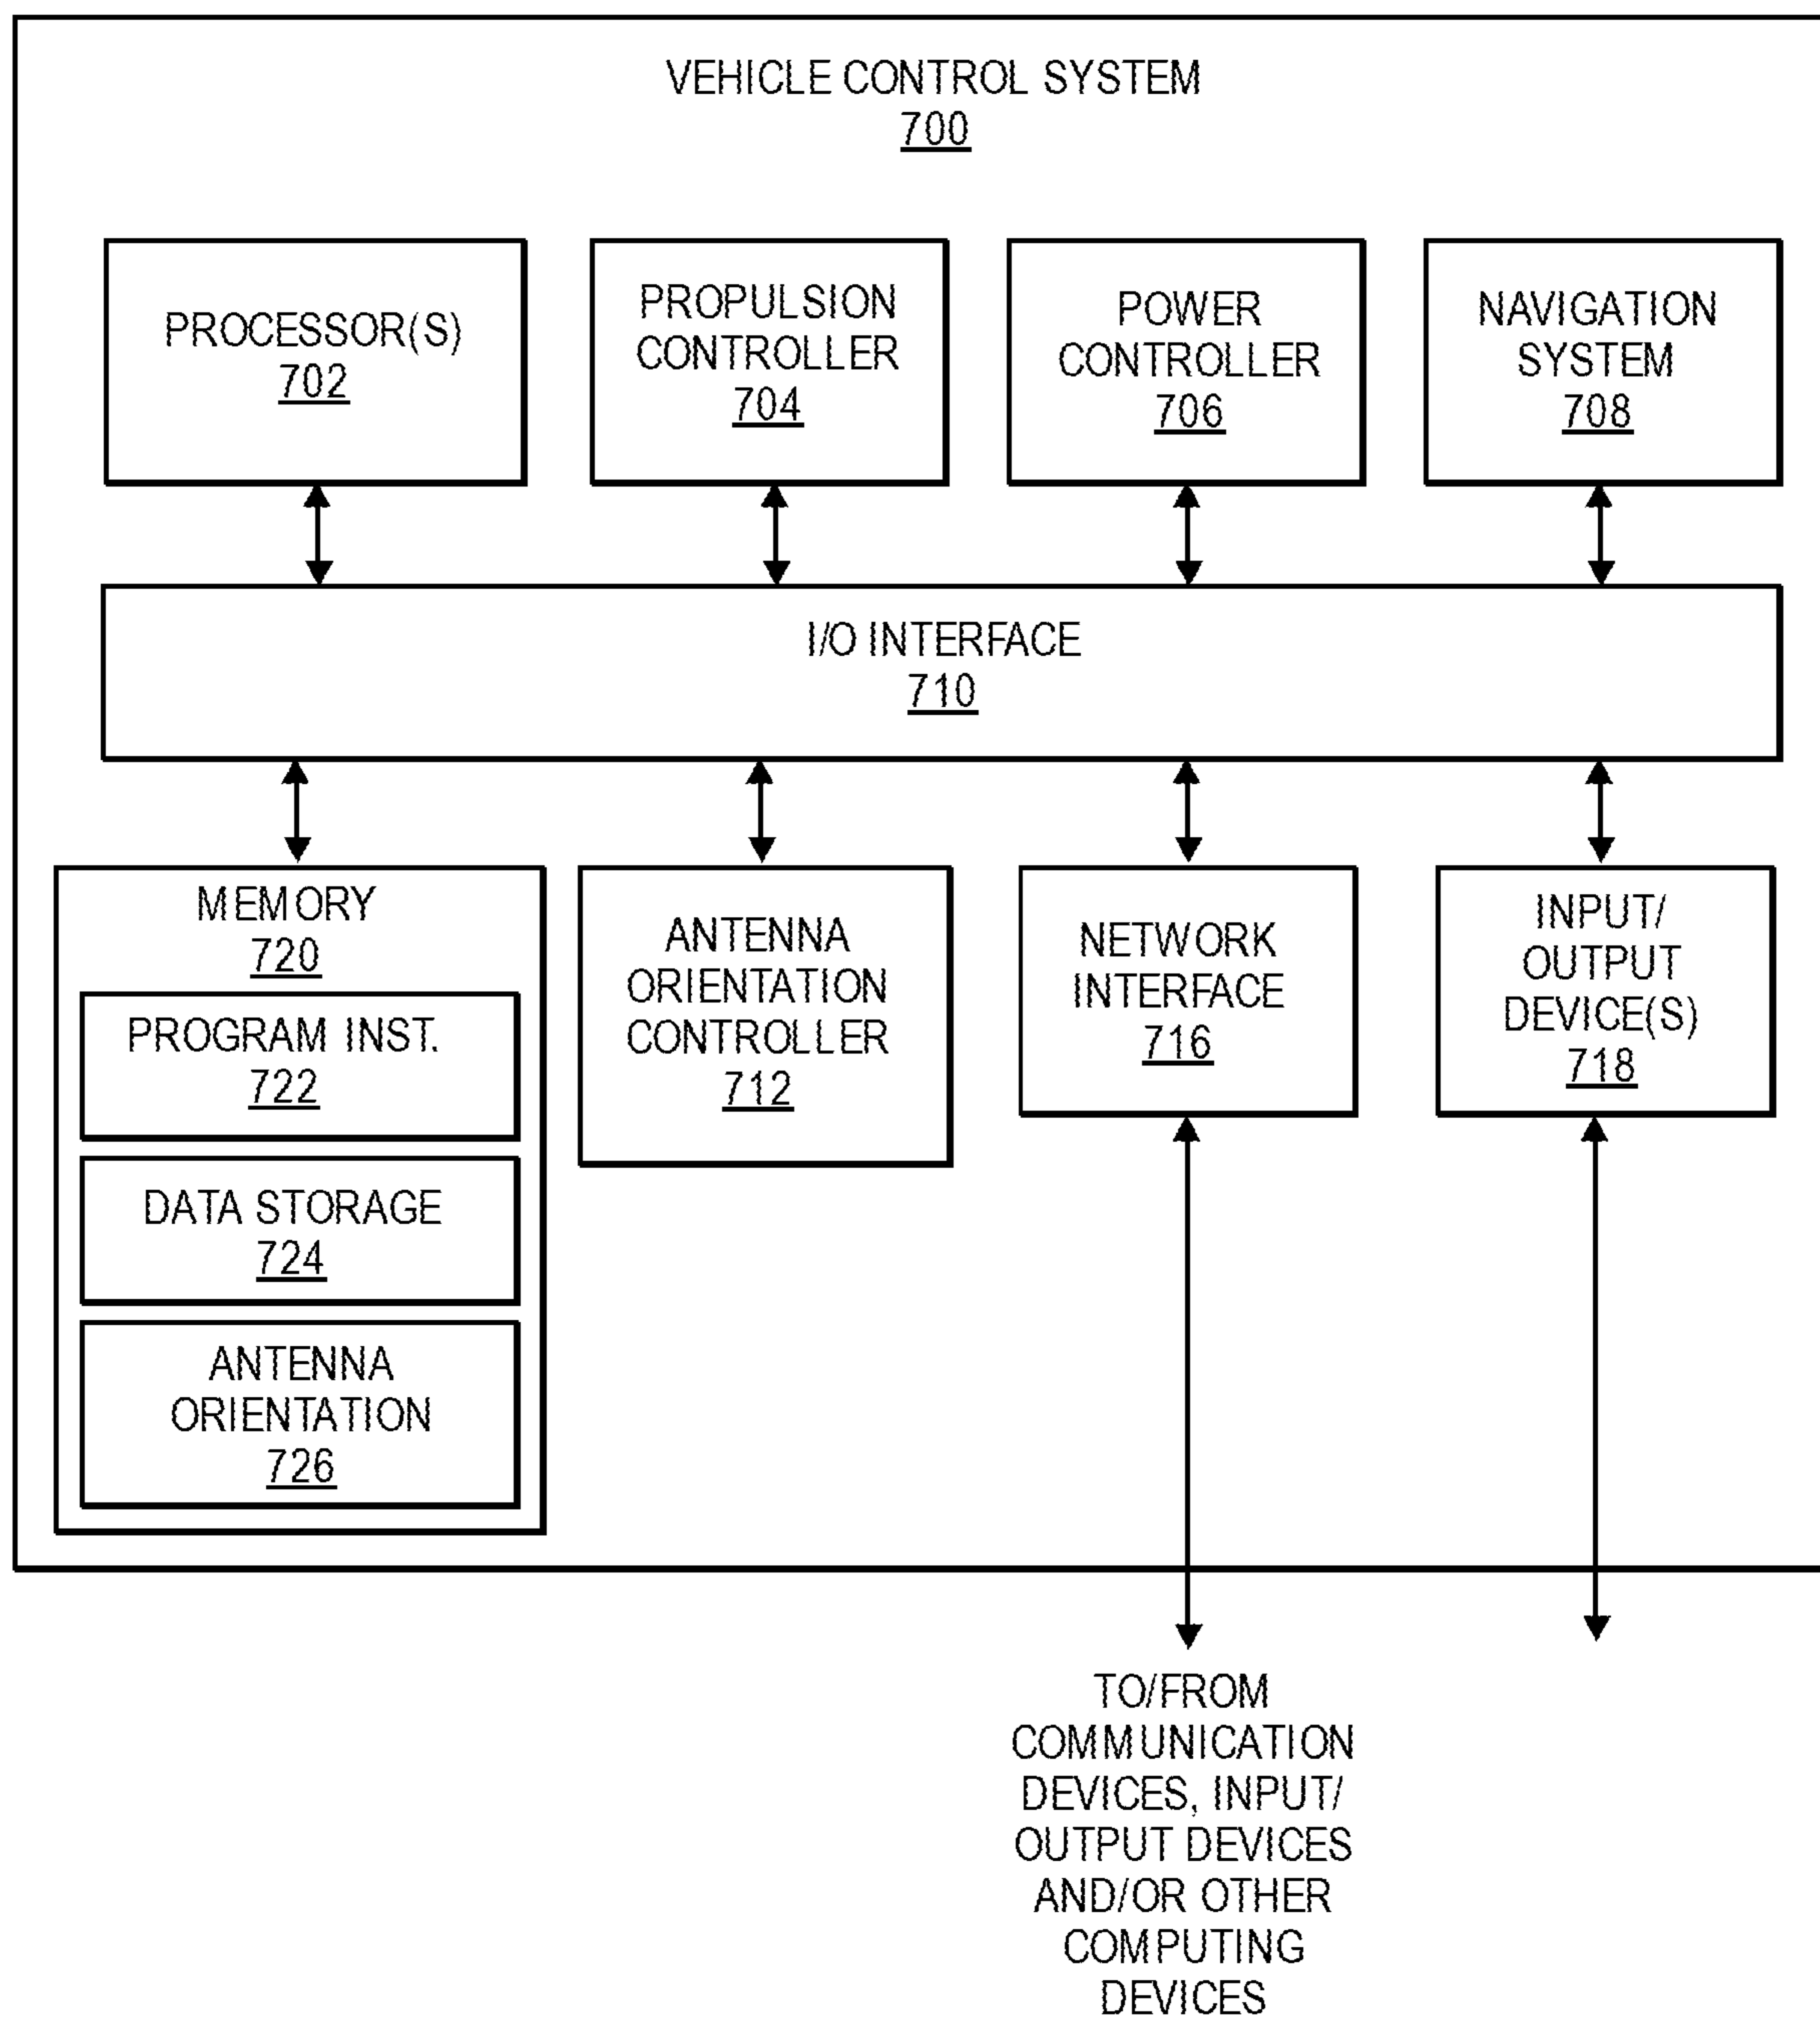 VEHICLE CONTROL SYSTEM
700
PROCESSOR(S)
702
PROPULSION
CONTROLLER
704
POWER
CONTROLLER
706
NAVIGATION
SYSTEM
708
I/O INTERFACE
710
MEMORY
720
PROGRAM INST.
722
DATA STORAGE
724
ANTENNA
ORIENTATION
726
ANTENNA
ORIENTATION
CONTROLLER
712
NETWORK
INTERFACE
716
INPUT/
OUTPUT
DEVICE(S)
718
TO/FROM
COMMUNICATION
DEVICES, INPUT/
OUTPUT DEVICES
AND/OR OTHER
COMPUTING
DEVICES